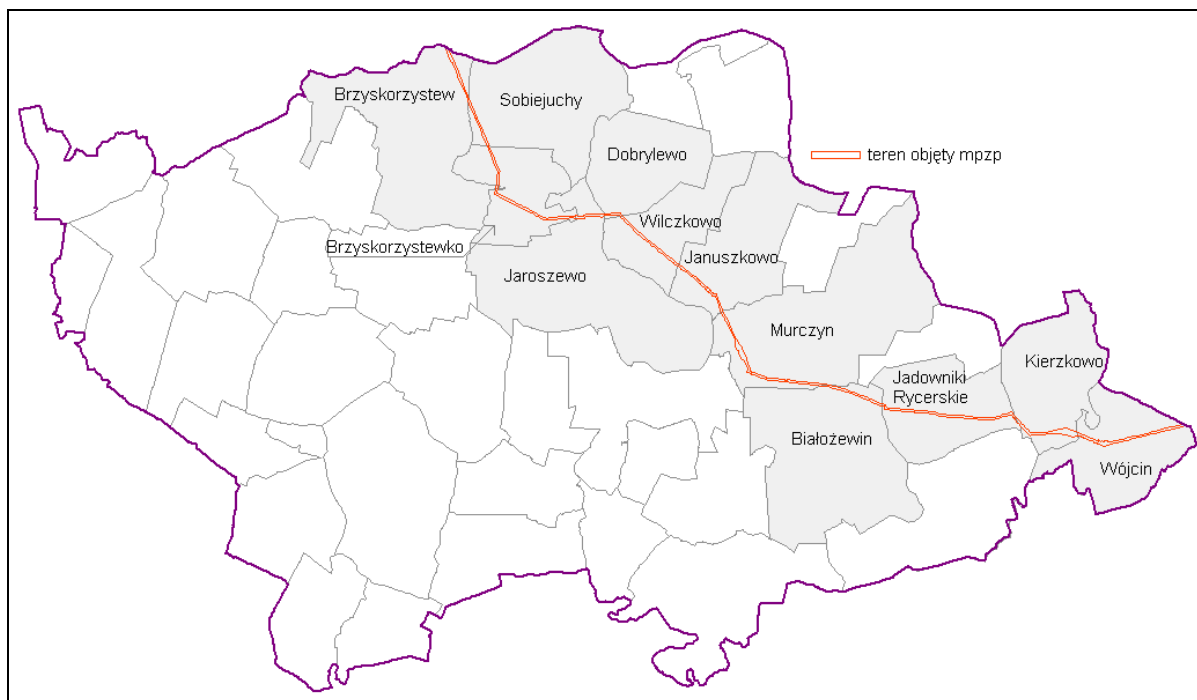 Brzyskorzystew
Sobiejuchy
Dobrylewo
teren objęty mpzp
Wilczkowo
Brzyskorzystewko
Januszkowo
Jaroszewo
Murczyn
Kierzkowo
Jadowniki
Rycerskie
Białożewin
Wójcin